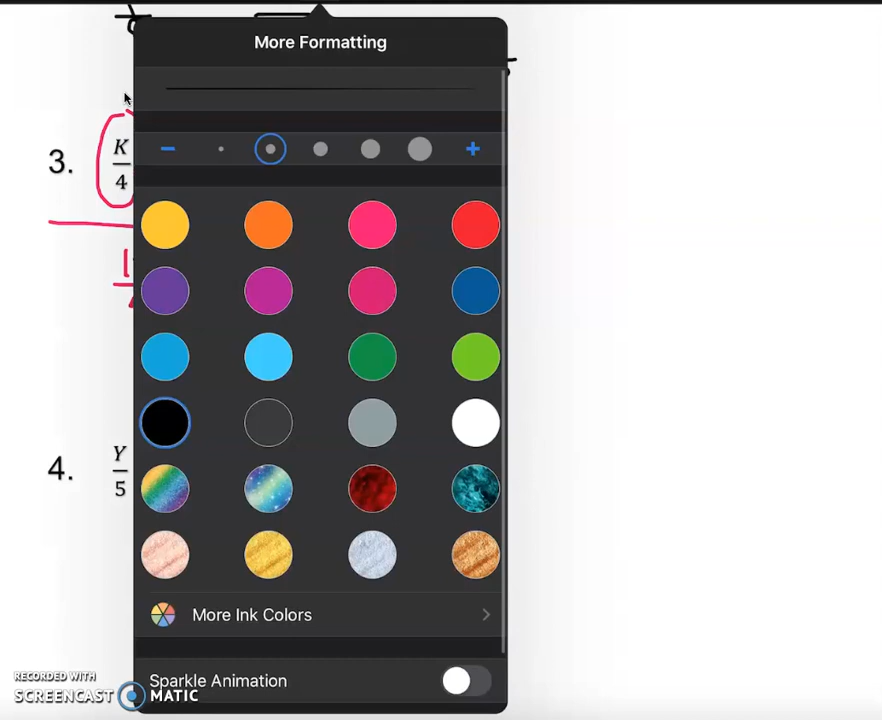 More Formatting
3. K
4
4. Y
5
More Ink Colors
Sparkle Animation
RECORDED WITH
SCREENCAST MATIC